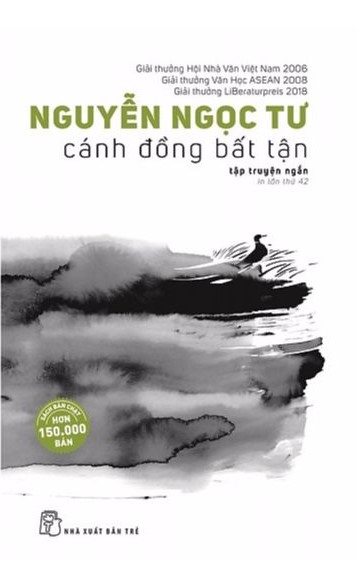 Giải thưởng Hội Nhà Văn Việt Nam 2006
Giải thưởng Văn Học ASEAN 2008
Giải thưởng LiBeraturpreis 2018
NGUYỄN NGỌC TƯ
cánh đồng bất tận
tập truyện ngắn
in lần thứ 42
SÁCH BÁN CHẠY
HƠN
150.000
BẢN
NHÀ XUẤT BẢN TRẺ